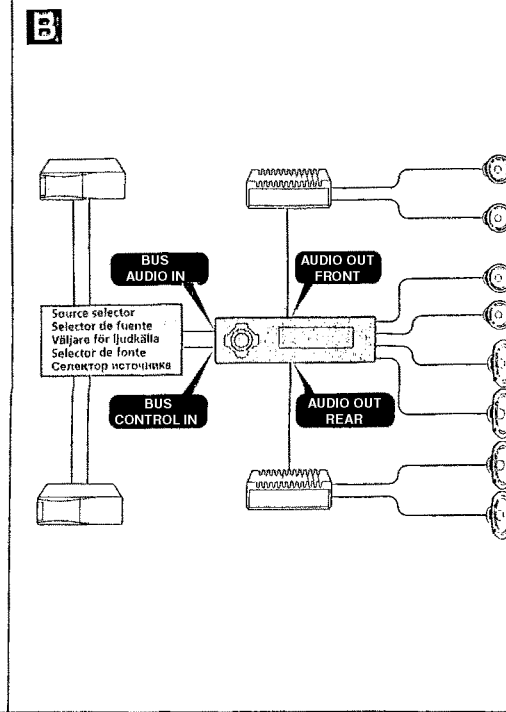 B
BUS
AUDIO IN
AUDIO OUT
FRONT
Source selector
Selector de fuente
Väljare för ljudkälla
Selector de fonte
Селектор источника
BUS
CONTROL IN
AUDIO OUT
REAR